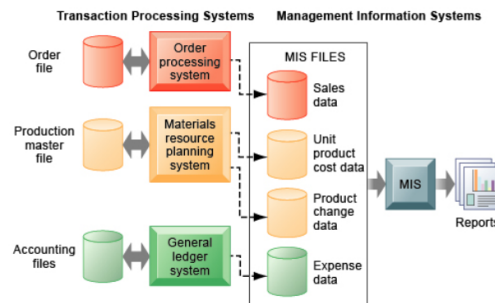 Transaction Processing Systems
Management Information Systems
Order
file
Order
processing
system
MIS FILES
Sales
data
Production
master
file
Materials
resource
planning
system
Unit
product
cost data
Product
change
data
MIS
Reports
Accounting
files
General
ledger
system
Expense
data